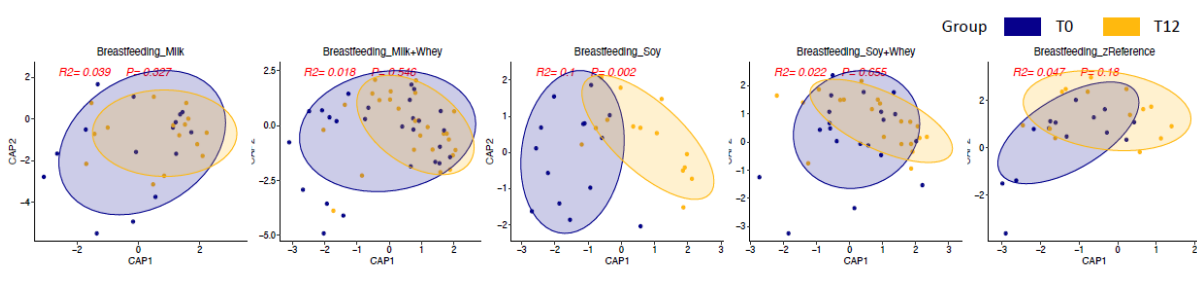 Group T0 T12
Breastfeeding_Milk Breastfeeding_Milk+Whey Breastfeeding_Soy Breastfeeding_Soy+Whey Breastfeeding_zReference
R2= 0.039 P= 0.327 R2= 0.018 P= 0.546 R2= 0.1 P= 0.002 R2= 0.022 P= 0.655 R2= 0.047 P= 0.18
CAP2
2
0
−2
−4
−2 0 2
CAP1
2.5
0.0
−2.5
−5.0
−3 −2 −1 0 1 2
CAP1
CAP2
2
1
0
−1
−2
−3 −2 −1 0 1 2 3
CAP1
2
1
0
−1
−2
−3
−3 −2 −1 0 1 2 3
CAP1
2
0
−2
−3 −2 −1 0 1 2
CAP1